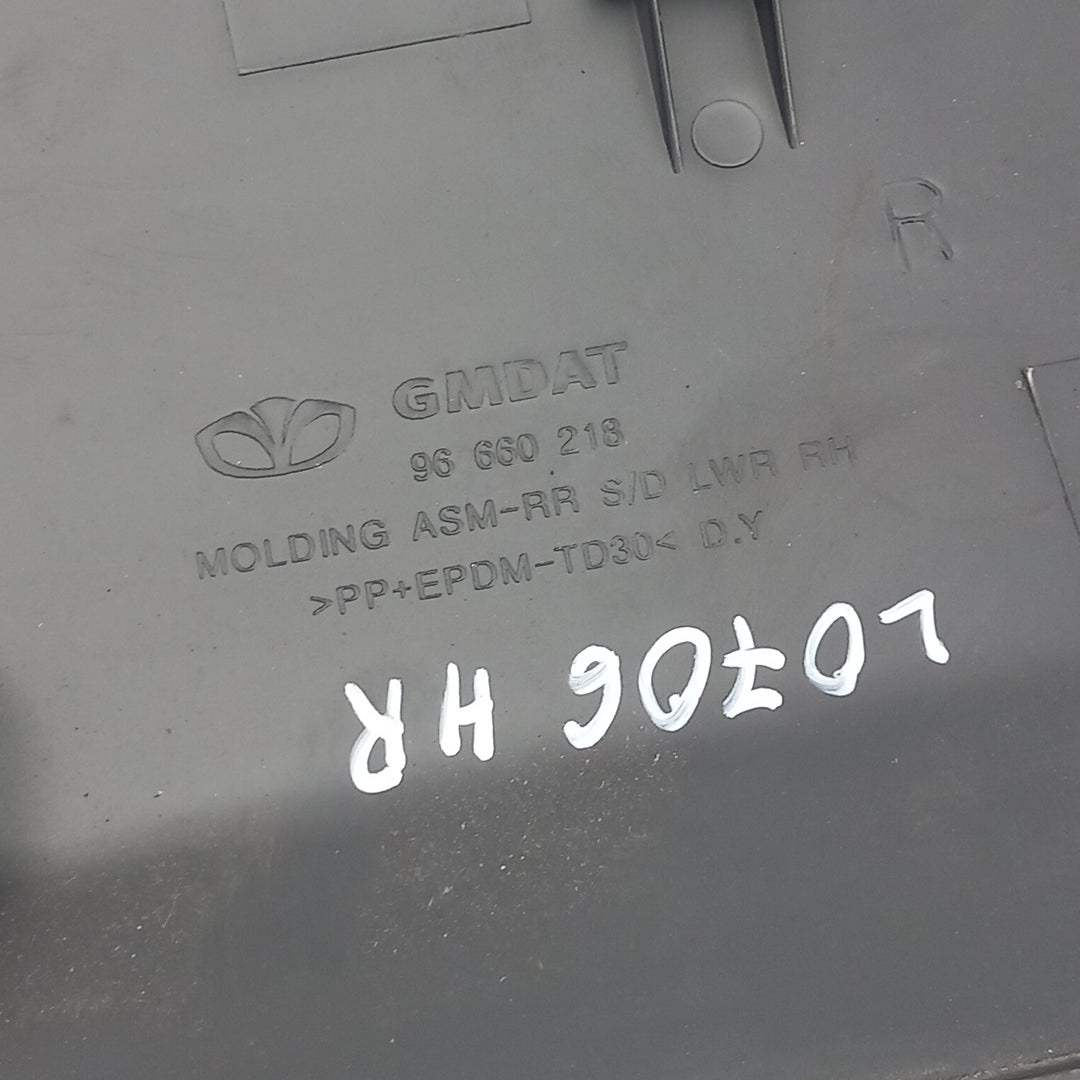 R
GMDAT
96 660 218
MOLDING ASM-RR S/D LWR RH
>PP+EPDM-TD30< D.Y
L0706 HR